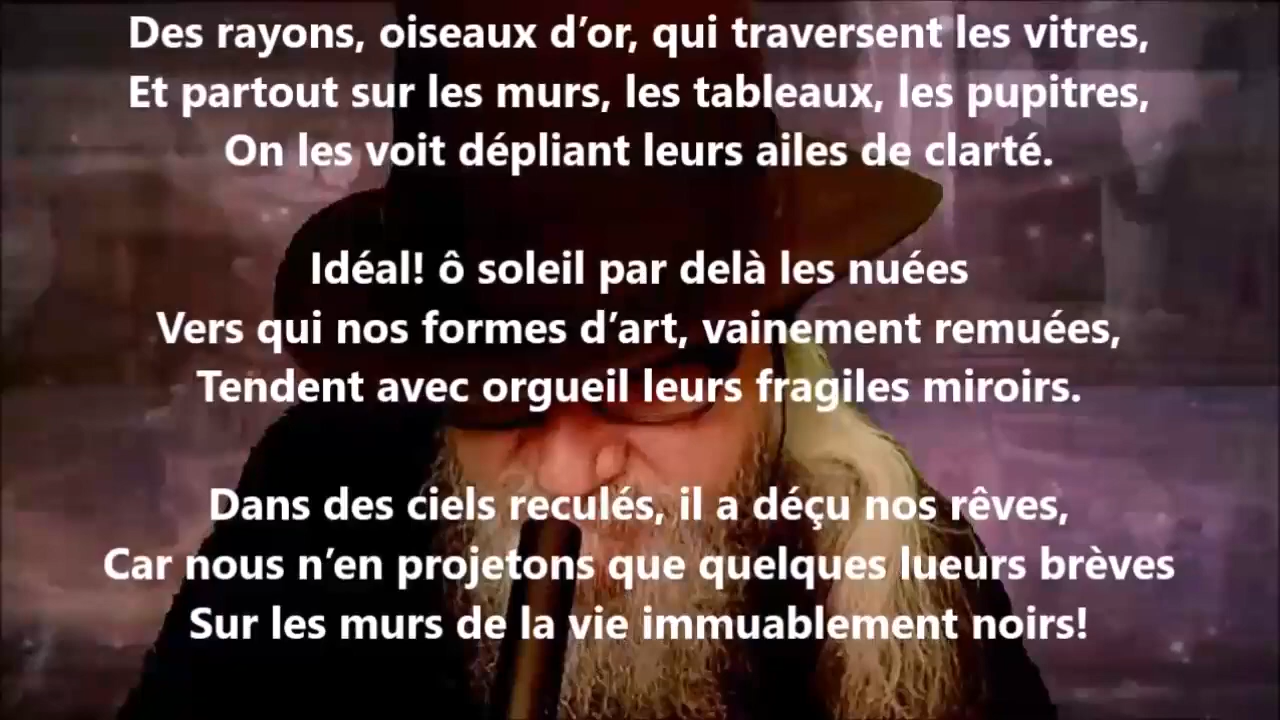 Des rayons, oiseaux d’or, qui traversent les vitres,
Et partout sur les murs, les tableaux, les pupitres,
On les voit dépliant leurs ailes de clarté.
Idéal! ô soleil par delà les nuées
Vers qui nos formes d’art, vainement remuées,
Tendent avec orgueil leurs fragiles miroirs.
Dans des ciels reculés, il a déçu nos rêves,
Car nous n’en projetons que quelques lueurs brèves
Sur les murs de la vie immuablement noirs!